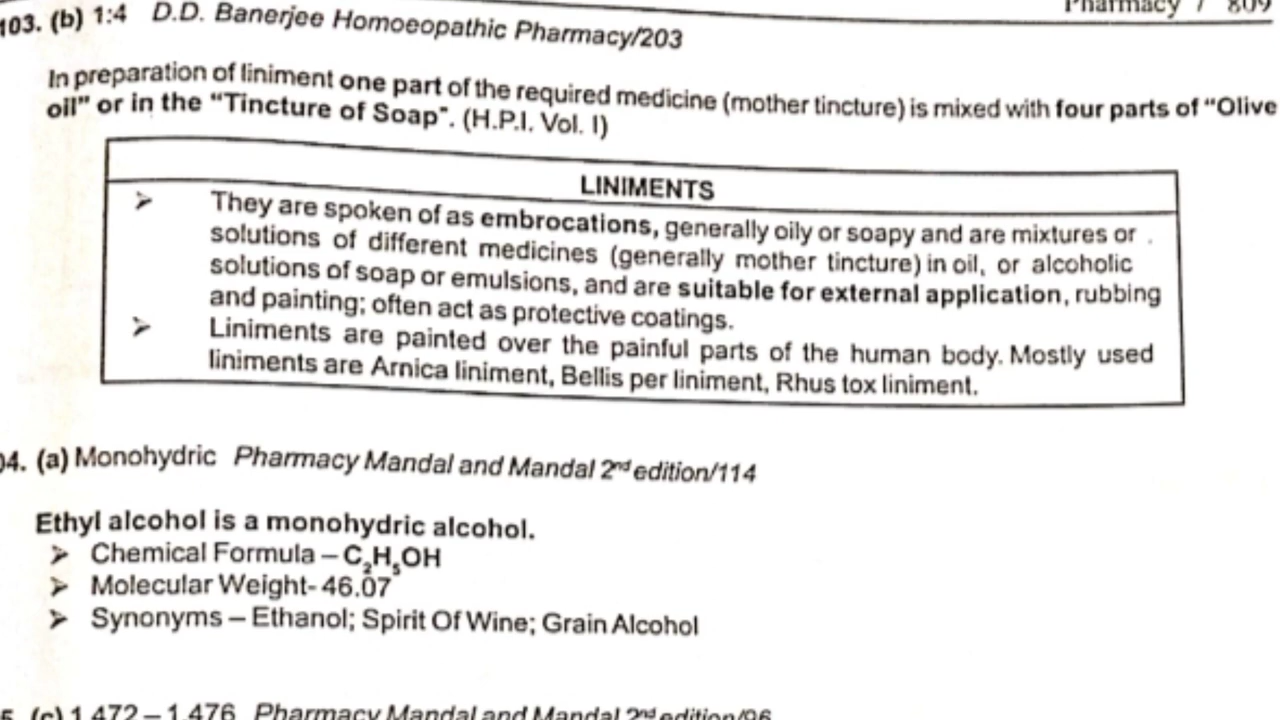 Pharmacy / 809
103. (b) 1:4 D.D. Banerjee Homoeopathic Pharmacy/203
In preparation of liniment one part of the required medicine (mother tincture) is mixed with four parts of "Olive
oil" or in the "Tincture of Soap". (H.P.I. Vol. I)
LINIMENTS
➢ They are spoken of as embrocations, generally oily or soapy and are mixtures or
solutions of different medicines (generally mother tincture) in oil, or alcoholic
solutions of soap or emulsions, and are suitable for external application, rubbing
and painting; often act as protective coatings.
➢ Liniments are painted over the painful parts of the human body. Mostly used
liniments are Arnica liniment, Bellis per liniment, Rhus tox liniment.
04. (a) Monohydric Pharmacy Mandal and Mandal 2nd edition/114
Ethyl alcohol is a monohydric alcohol.
➢ Chemical Formula – C₂H₅OH
➢ Molecular Weight- 46.07
➢ Synonyms – Ethanol; Spirit Of Wine; Grain Alcohol
5. (c) 1.472 – 1.476 Pharmacy Mandal and Mandal 2nd edition/96